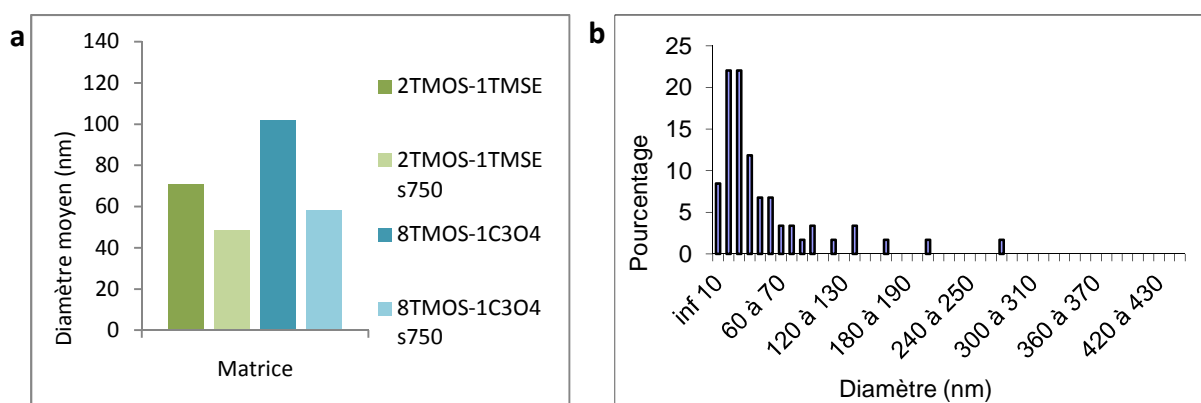 a
140
120
100
80
60
40
20
0
Diamètre moyen (nm)
Matrice
2TMOS-1TMSE
2TMOS-1TMSE
s750
8TMOS-1C3O4
8TMOS-1C3O4
s750
b
25
20
15
10
5
0
Pourcentage
inf 10
60 à 70
120 à 130
180 à 190
240 à 250
300 à 310
360 à 370
420 à 430
Diamètre (nm)